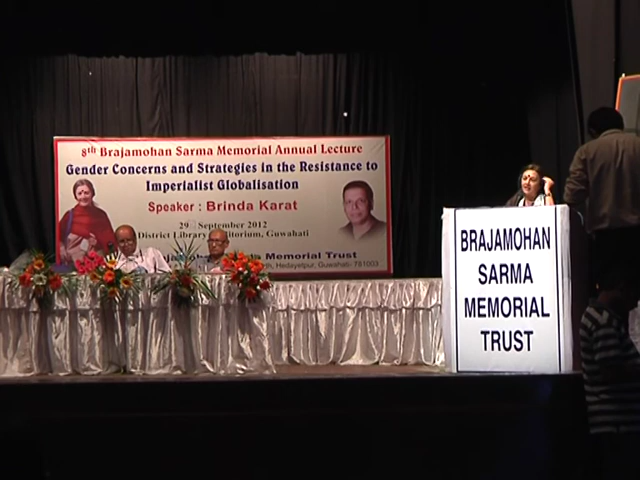 8th Brajamohan Sarma Memorial Annual Lecture
Gender Concerns and Strategies in the Resistance to
Imperialist Globalisation
Speaker : Brinda Karat
29 September 2012
District Library Auditorium, Guwahati
Memorial Trust
Hedayetpur, Guwahati- 781003
BRAJAMOHAN
SARMA
MEMORIAL
TRUST